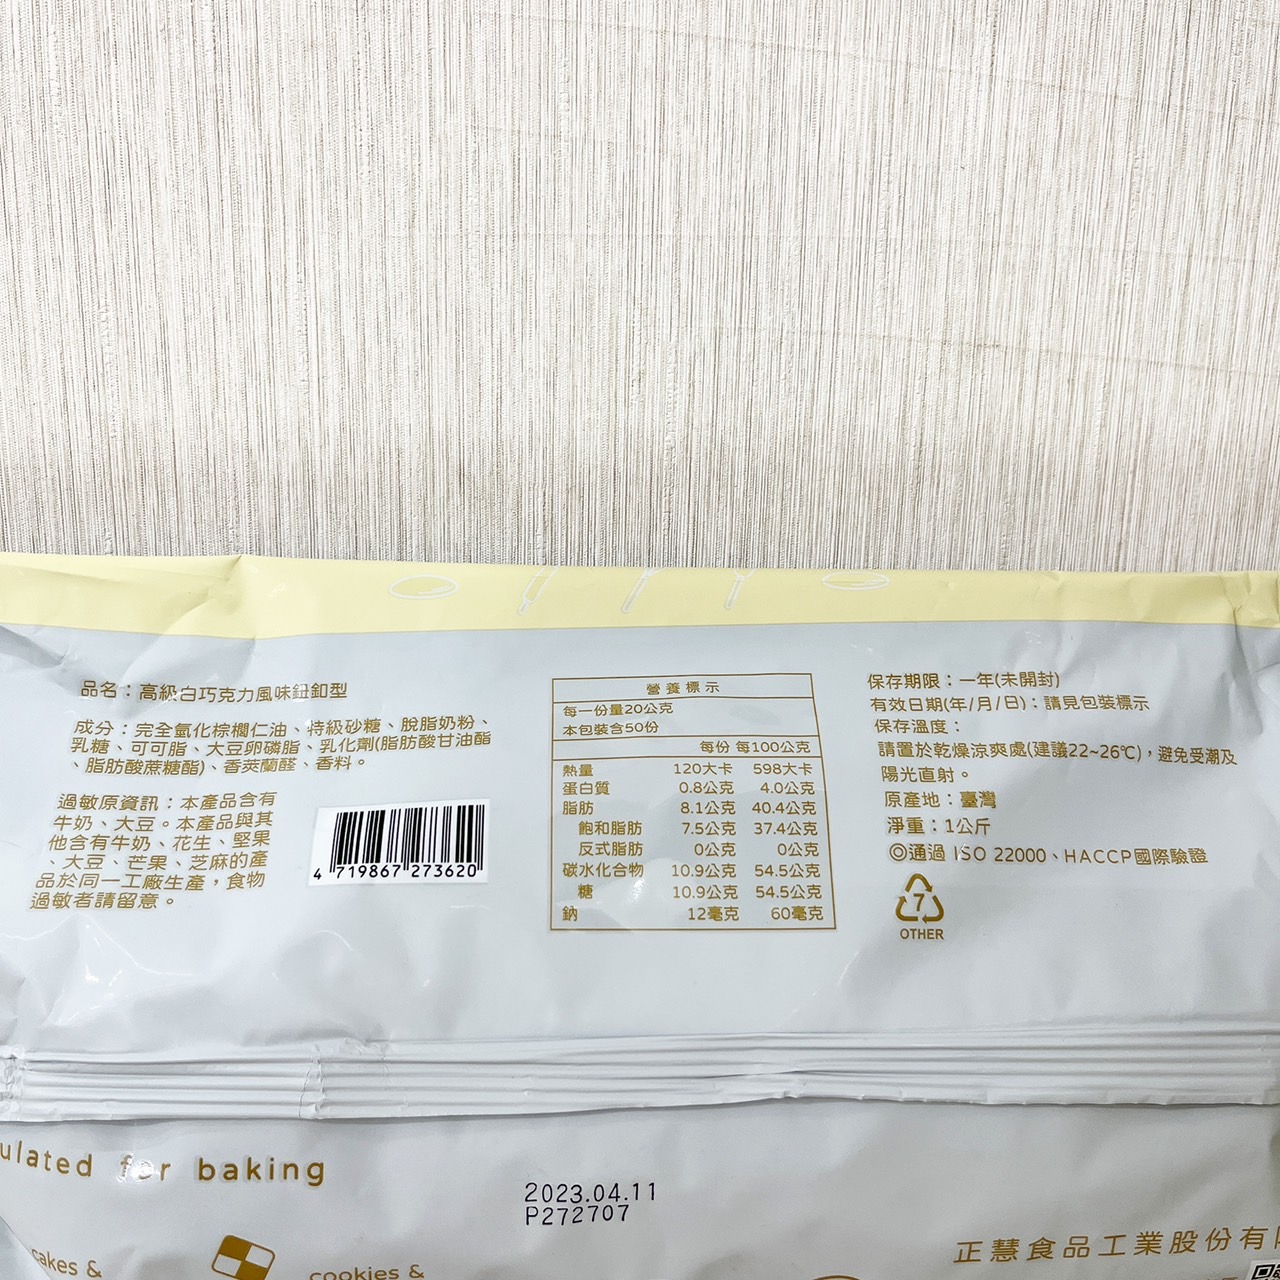 品名：高級白巧克力風味鈕釦型
成分：完全氫化棕櫚仁油、特級砂糖、脫脂奶粉、
乳糖、可可脂、大豆卵磷脂、乳化劑(脂肪酸甘油酯
、脂肪酸蔗糖酯)、香莢蘭醛、香料。
過敏原資訊：本產品含有
牛奶、大豆。本產品與其
他含有牛奶、花生、堅果
、大豆、芒果、芝麻的產
品於同一工廠生產，食物
過敏者請留意。
4 719867 273620
營養標示
每一份量20公克
本包裝含50份
每份 每100公克
熱量 120大卡 598大卡
蛋白質 0.8公克 4.0公克
脂肪 8.1公克 40.4公克
飽和脂肪 7.5公克 37.4公克
反式脂肪 0公克 0公克
碳水化合物 10.9公克 54.5公克
糖 10.9公克 54.5公克
鈉 12毫克 60毫克
保存期限：一年(未開封)
有效日期(年/月/日)：請見包裝標示
保存溫度：
請置於乾燥涼爽處(建議22~26℃)，避免受潮及
陽光直射。
原產地：臺灣
淨重：1公斤
◎通過 ISO 22000、HACCP國際驗證
7
OTHER
ulated for baking
2023.04.11
P272707
cakes &
cookies &
正慧食品工業股份有